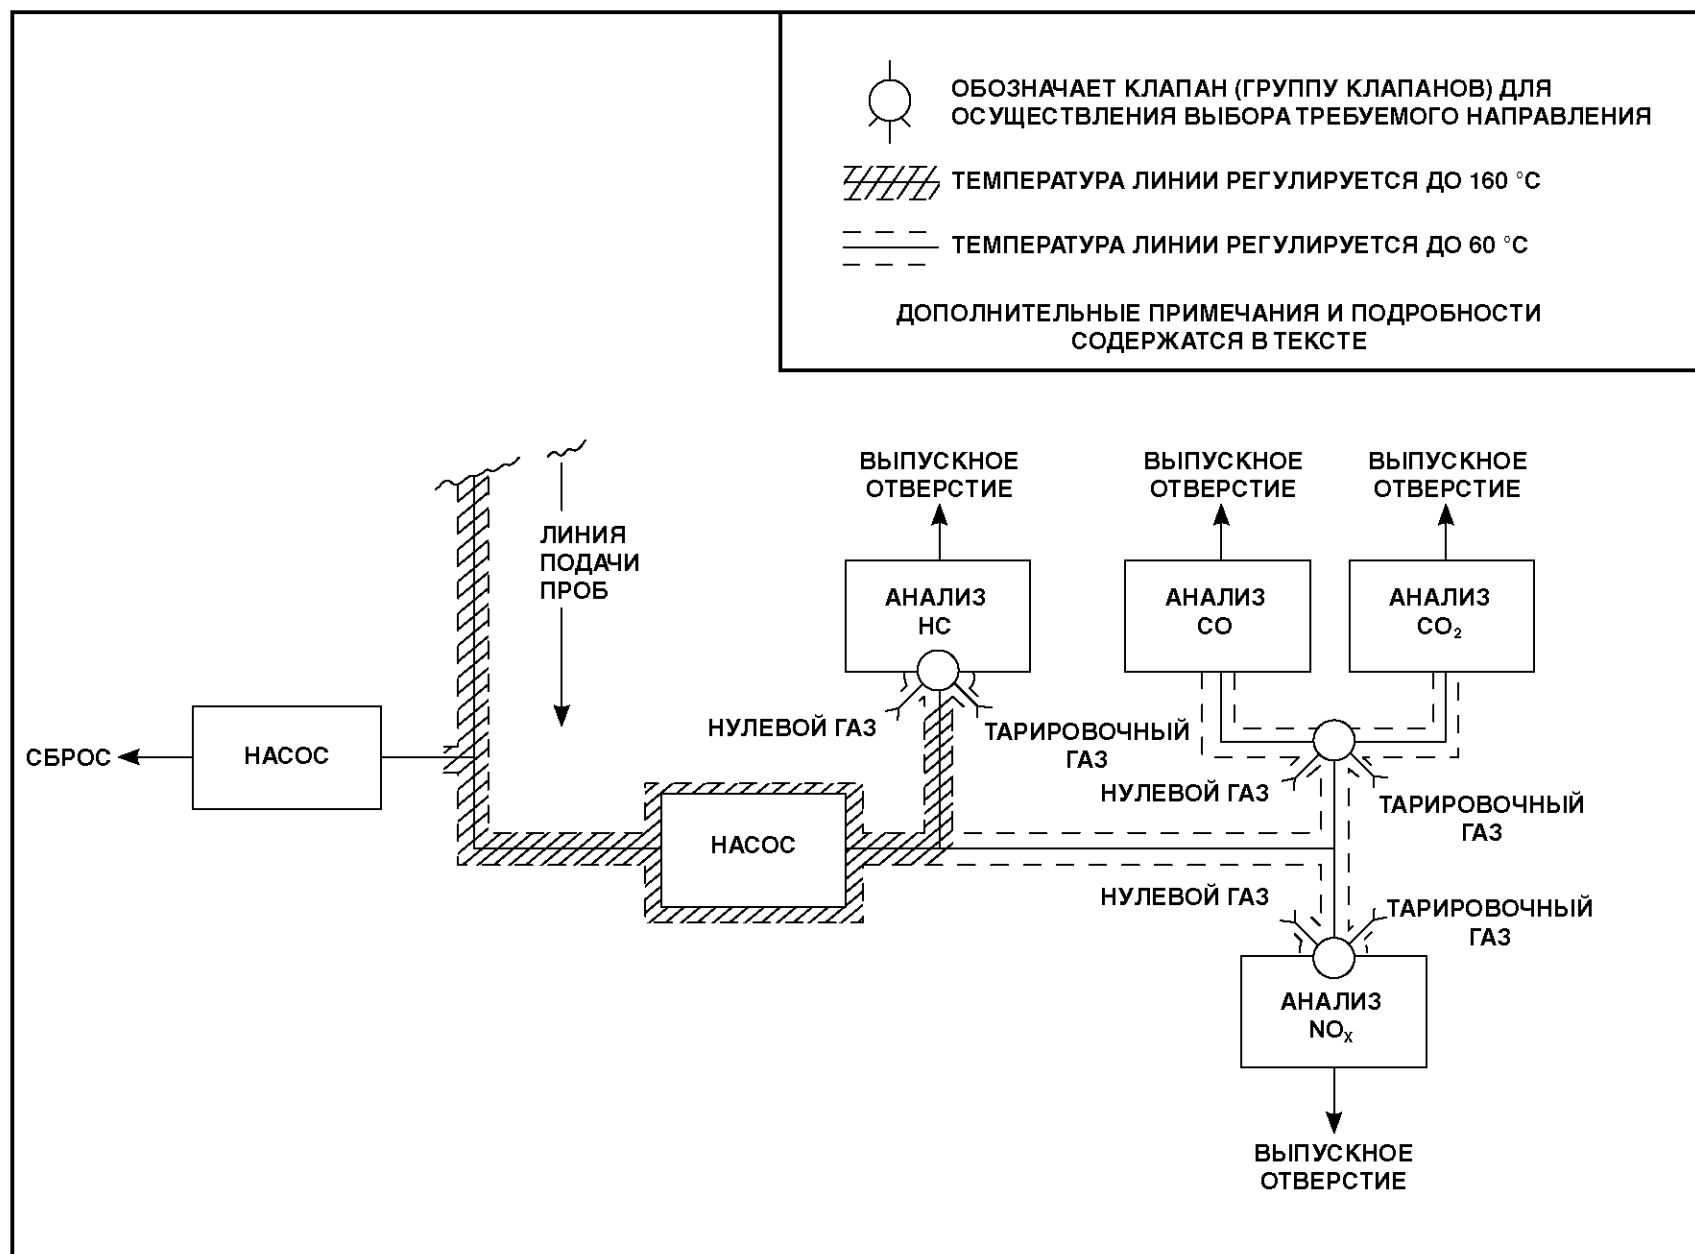 ОБОЗНАЧАЕТ КЛАПАН (ГРУППУ КЛАПАНОВ) ДЛЯ
ОСУЩЕСТВЛЕНИЯ ВЫБОРА ТРЕБУЕМОГО НАПРАВЛЕНИЯ
ТЕМПЕРАТУРА ЛИНИИ РЕГУЛИРУЕТСЯ ДО 160 °C
ТЕМПЕРАТУРА ЛИНИИ РЕГУЛИРУЕТСЯ ДО 60 °C
ДОПОЛНИТЕЛЬНЫЕ ПРИМЕЧАНИЯ И ПОДРОБНОСТИ
СОДЕРЖАТСЯ В ТЕКСТЕ
ВЫПУСКНОЕ
ОТВЕРСТИЕ
ВЫПУСКНОЕ
ОТВЕРСТИЕ
ВЫПУСКНОЕ
ОТВЕРСТИЕ
ЛИНИЯ
ПОДАЧИ
ПРОБ
АНАЛИЗ
HC
АНАЛИЗ
CO
АНАЛИЗ
CO₂
НУЛЕВОЙ ГАЗ
ТАРИРОВОЧНЫЙ
ГАЗ
СБРОС
НАСОС
НУЛЕВОЙ ГАЗ
ТАРИРОВОЧНЫЙ
ГАЗ
НАСОС
НУЛЕВОЙ ГАЗ
ТАРИРОВОЧНЫЙ
ГАЗ
АНАЛИЗ
NOₓ
ВЫПУСКНОЕ
ОТВЕРСТИЕ